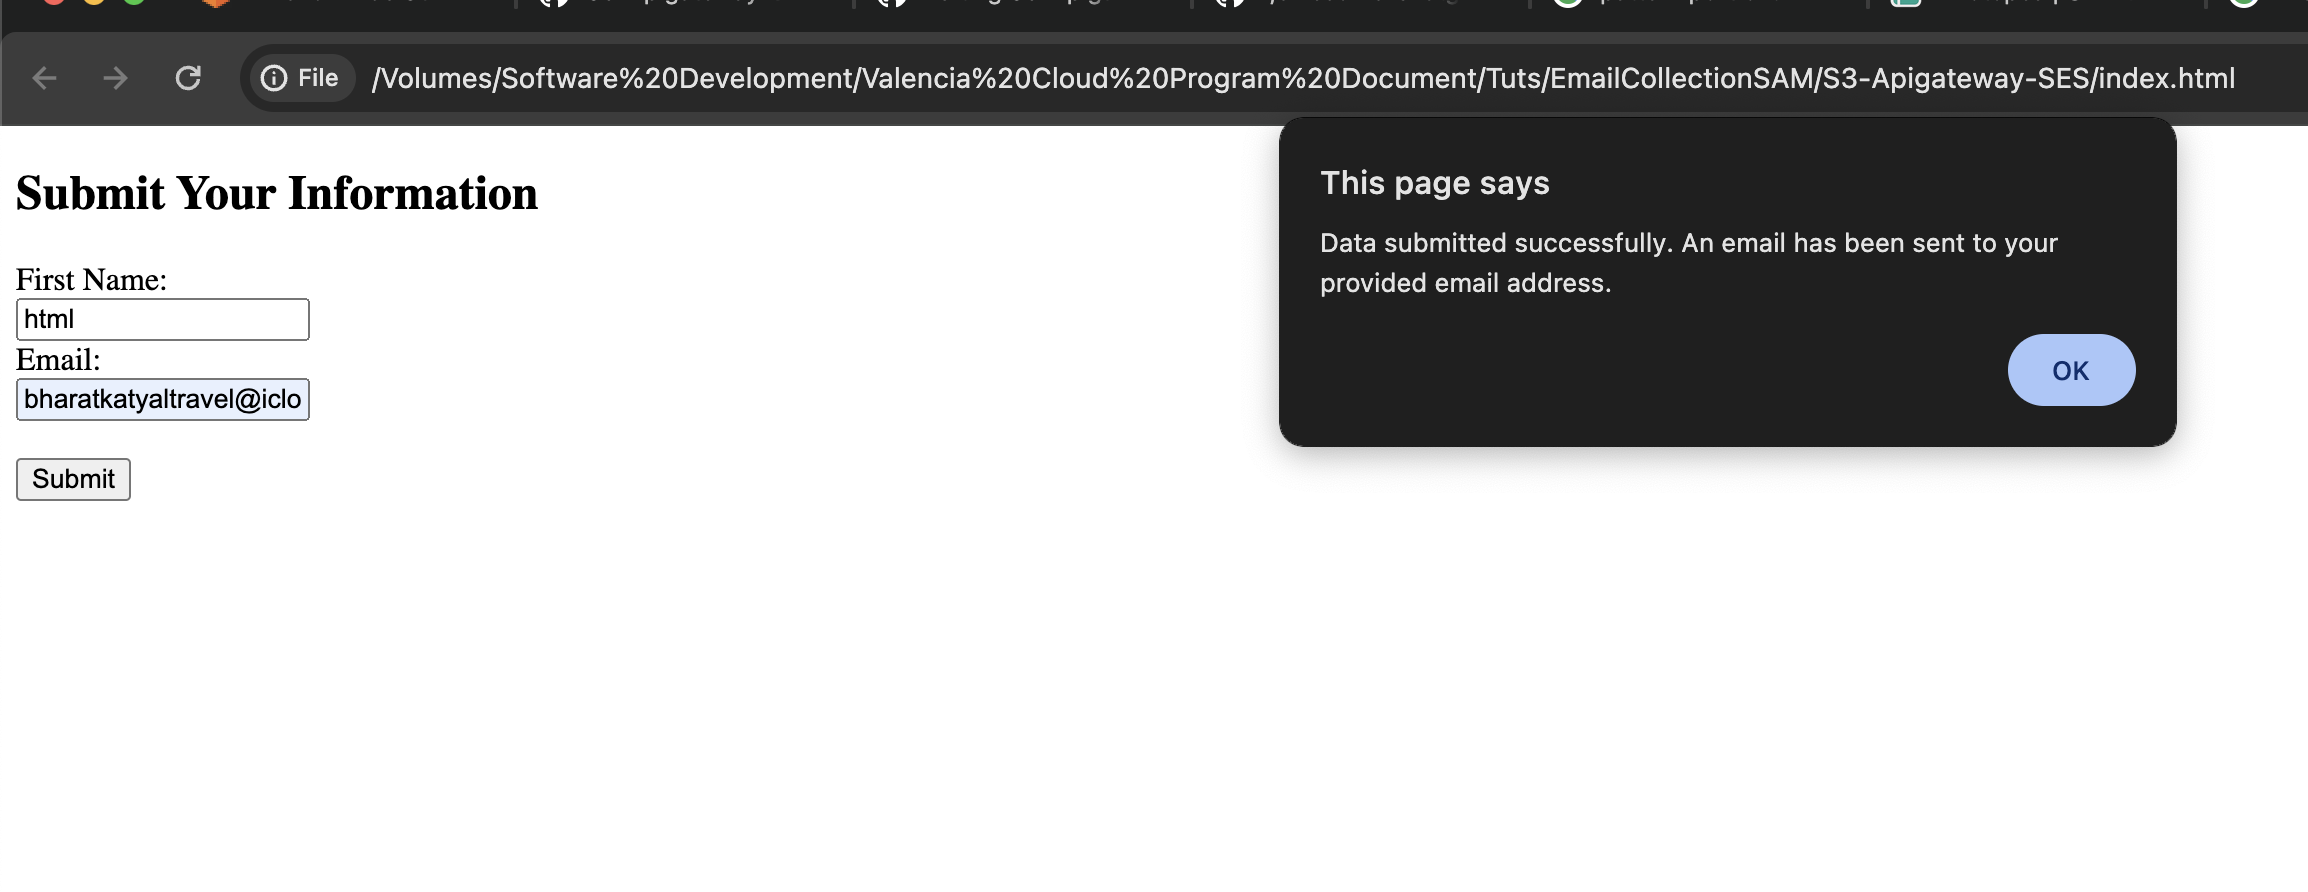 File
/Volumes/Software%20Development/Valencia%20Cloud%20Program%20Document/Tuts/EmailCollectionSAM/S3-Apigateway-SES/index.html
This page says
Data submitted successfully. An email has been sent to your
provided email address.
OK
Submit Your Information
First Name:
html
Email:
bharatkatyaltravel@iclo
Submit